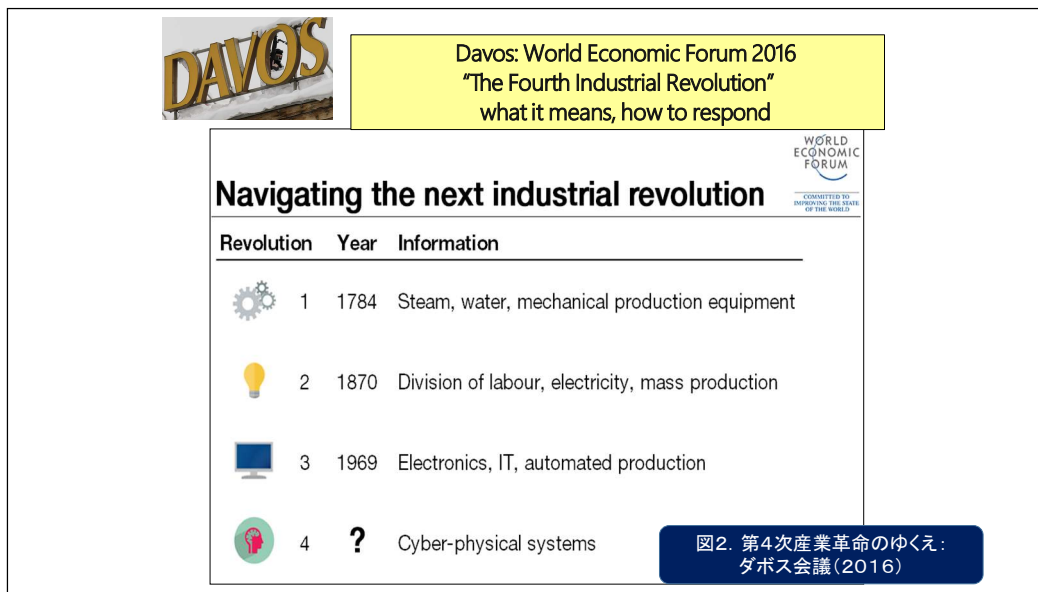 DAVOS
Davos: World Economic Forum 2016
“The Fourth Industrial Revolution”
what it means, how to respond
WORLD
ECONOMIC
FORUM
COMMITTED TO
IMPROVING THE STATE
OF THE WORLD
Navigating the next industrial revolution
Revolution Year Information
1 1784 Steam, water, mechanical production equipment
2 1870 Division of labour, electricity, mass production
3 1969 Electronics, IT, automated production
4 ? Cyber-physical systems
図2．第4次産業革命のゆくえ：
ダボス会議（2016）